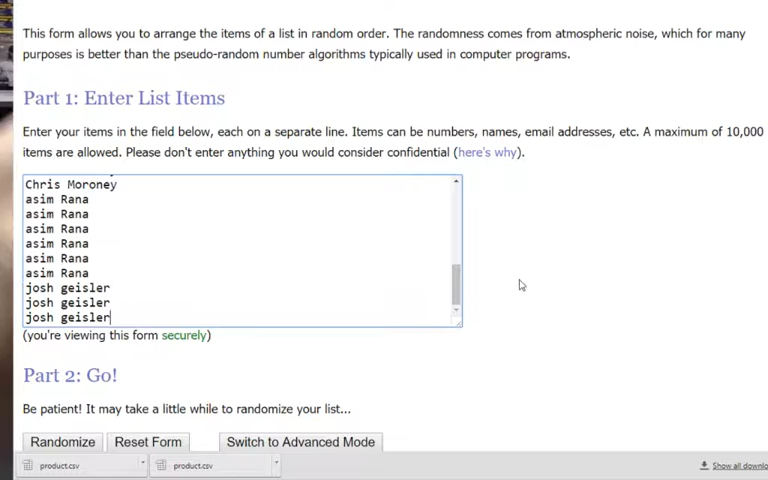 This form allows you to arrange the items of a list in random order. The randomness comes from atmospheric noise, which for many
purposes is better than the pseudo-random number algorithms typically used in computer programs.
Part 1: Enter List Items
Enter your items in the field below, each on a separate line. Items can be numbers, names, email addresses, etc. A maximum of 10,000
items are allowed. Please don't enter anything you would consider confidential (here's why).
Chris Moroney
asim Rana
asim Rana
asim Rana
asim Rana
asim Rana
asim Rana
josh geisler
josh geisler
josh geisler
(you're viewing this form securely)
Part 2: Go!
Be patient! It may take a little while to randomize your list...
Randomize Reset Form Switch to Advanced Mode
product.csv product.csv Show all downlo